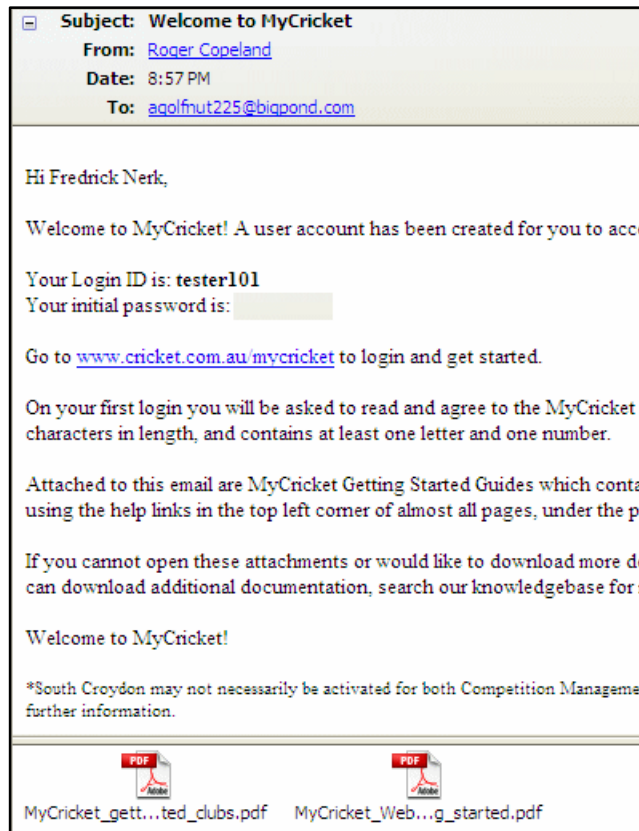 Subject: Welcome to MyCricket
From: Roger Copeland
Date: 8:57 PM
To: agolfnut225@bigpond.com
Hi Fredrick Nerk,
Welcome to MyCricket! A user account has been created for you to acc
Your Login ID is: tester101
Your initial password is:
Go to www.cricket.com.au/mycricket to login and get started.
On your first login you will be asked to read and agree to the MyCricket
characters in length, and contains at least one letter and one number.
Attached to this email are MyCricket Getting Started Guides which conta
using the help links in the top left corner of almost all pages, under the p
If you cannot open these attachments or would like to download more d
can download additional documentation, search our knowledgebase for
Welcome to MyCricket!
*South Croydon may not necessarily be activated for both Competition Manageme
further information.
MyCricket_gett...ted_clubs.pdf MyCricket_Web...g_started.pdf